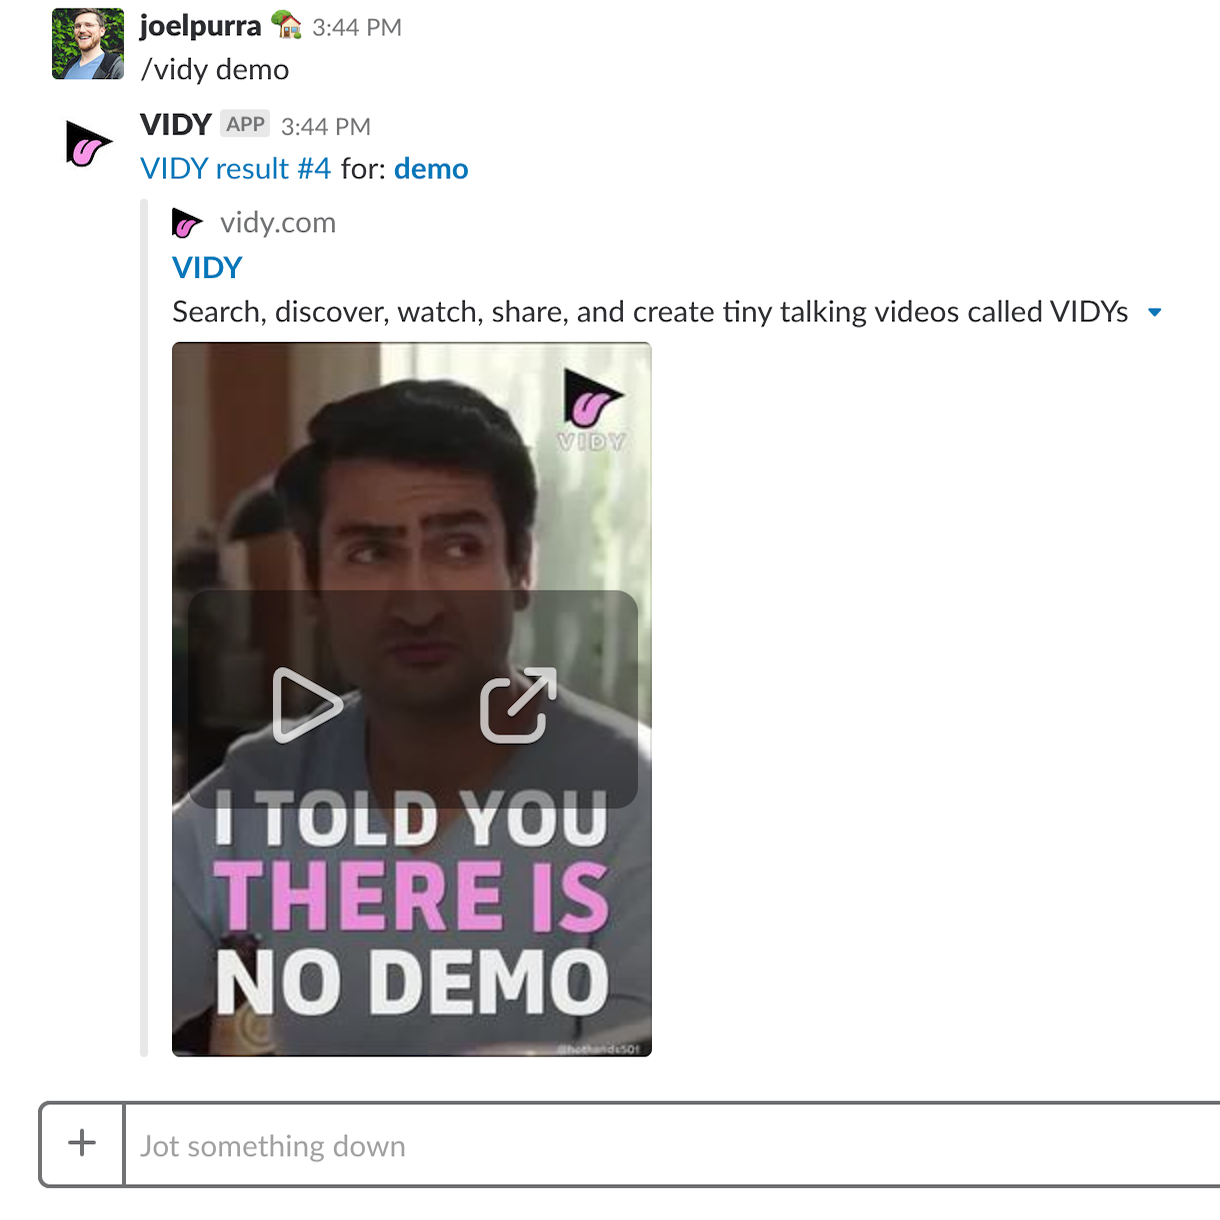 joelpurra 3:44 PM
/vidy demo
VIDY APP 3:44 PM
VIDY result #4 for: demo
vidy.com
VIDY
Search, discover, watch, share, and create tiny talking videos called VIDYs
VIDY
I TOLD YOU
THERE IS
NO DEMO
@hothands501
Jot something down